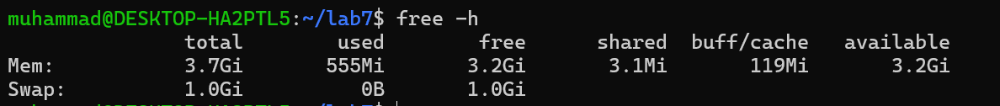 muhammad@DESKTOP-HA2PTL5:~/lab7$ free -h
total used free shared buff/cache available
Mem: 3.7Gi 555Mi 3.2Gi 3.1Mi 119Mi 3.2Gi
Swap: 1.0Gi 0B 1.0Gi